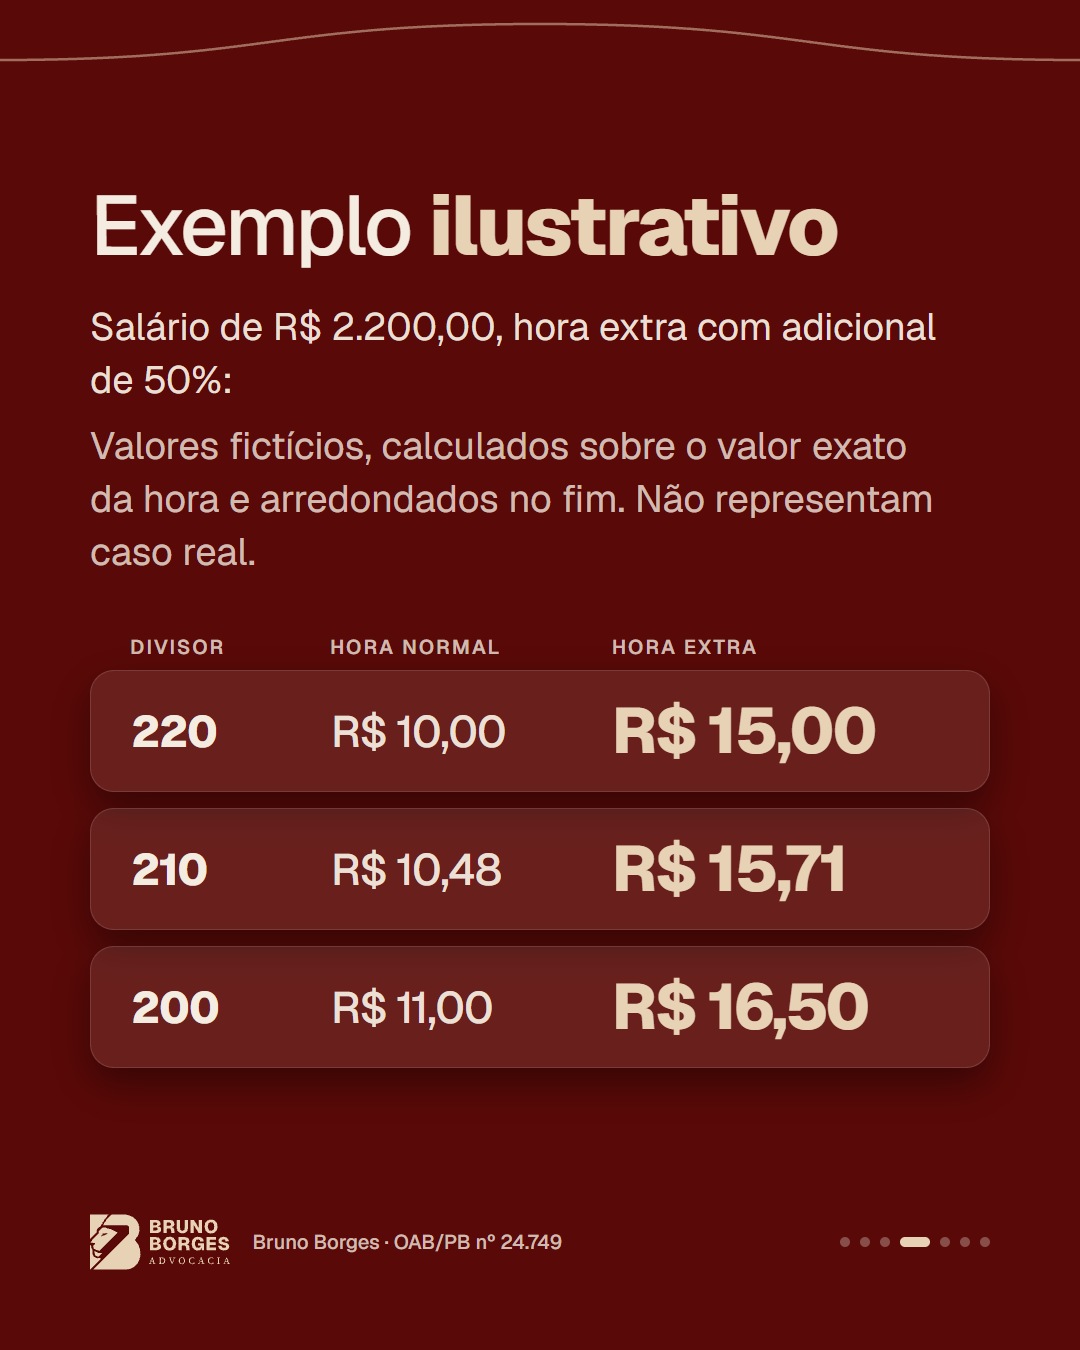 Exemplo ilustrativo
Salário de R$ 2.200,00, hora extra com adicional
de 50%:
Valores fictícios, calculados sobre o valor exato
da hora e arredondados no fim. Não representam
caso real.
DIVISOR HORA NORMAL HORA EXTRA
220 R$ 10,00 R$ 15,00
210 R$ 10,48 R$ 15,71
200 R$ 11,00 R$ 16,50
BRUNO
BORGES
ADVOCACIA
Bruno Borges · OAB/PB nº 24.749